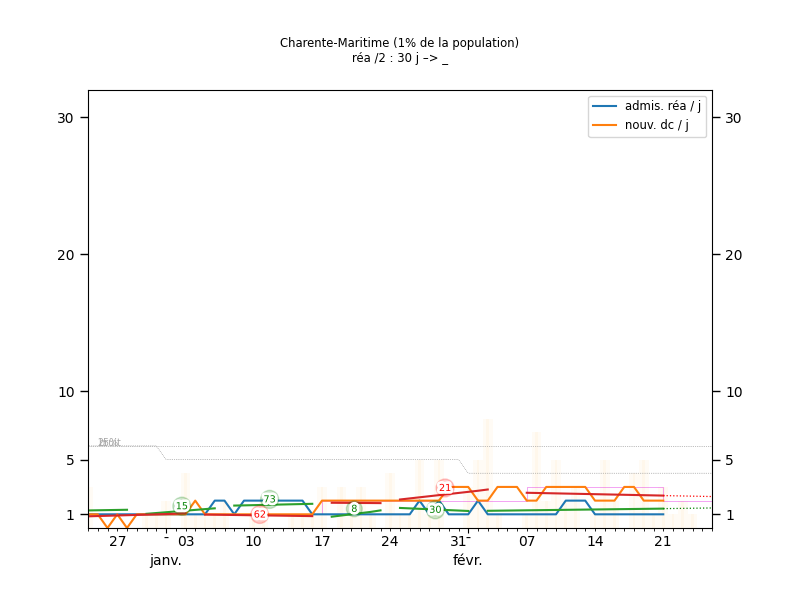 Charente-Maritime (1% de la population)
réa /2 : 30 j –> _
admis. réa / j
nouv. dc / j
30 30
20 20
10 10
5 5
1 1
15 73 62 8 30 21
27 03 10 17 24 31 07 14 21
janv. févr.